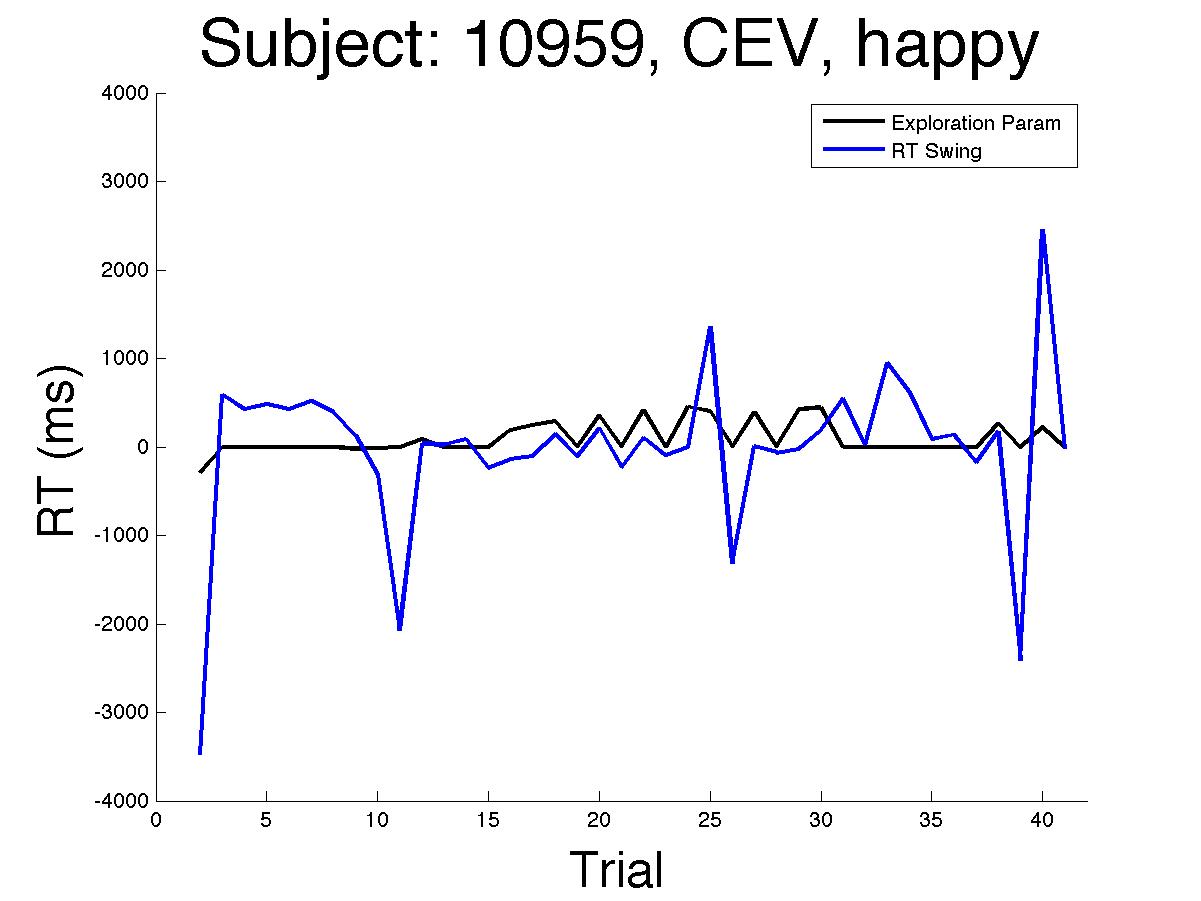 Subject: 10959, CEV, happy
Exploration Param
RT Swing
4000
3000
2000
1000
0
-1000
-2000
-3000
-4000
RT (ms)
0 5 10 15 20 25 30 35 40
Trial